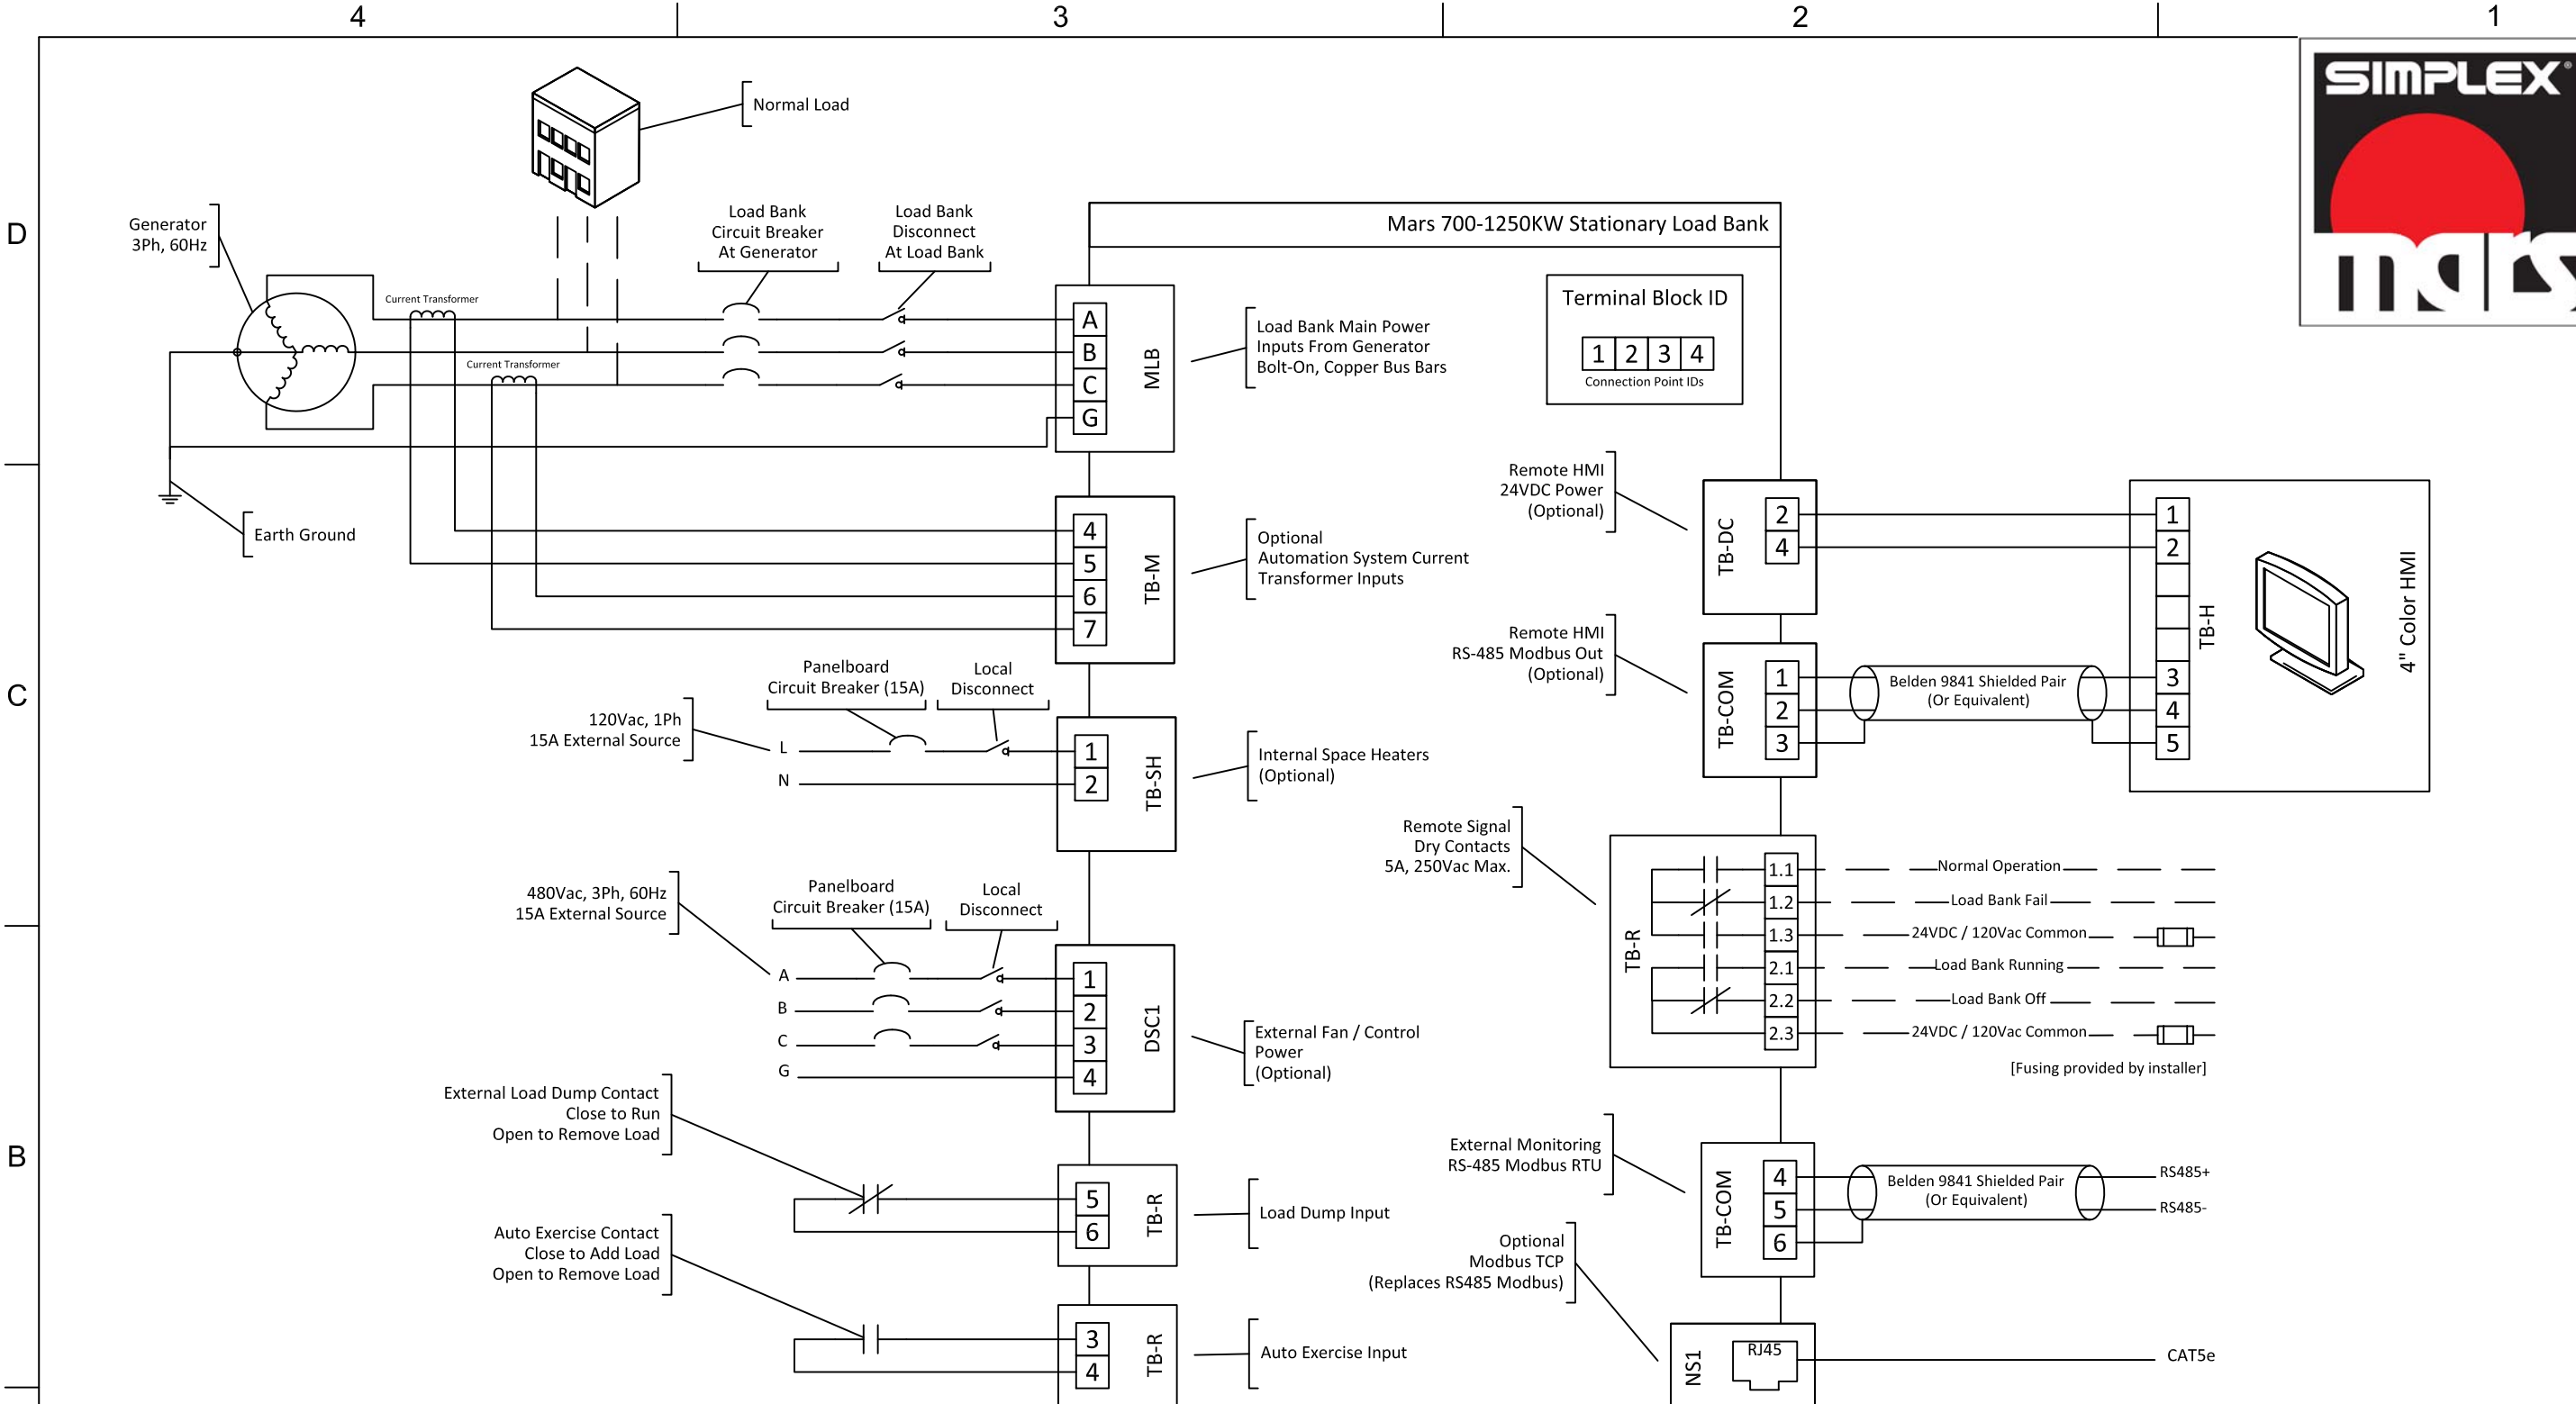 4
3
2
1
D
C
B
SIMPLEX®
mars
Normal Load
Generator
3Ph, 60Hz
Load Bank
Circuit Breaker
At Generator
Load Bank
Disconnect
At Load Bank
Current Transformer
Current Transformer
Earth Ground
Mars 700-1250KW Stationary Load Bank
A
B
C
G
MLB
Load Bank Main Power
Inputs From Generator
Bolt-On, Copper Bus Bars
Terminal Block ID
1 2 3 4
Connection Point IDs
4
5
6
7
TB-M
Optional
Automation System Current
Transformer Inputs
120Vac, 1Ph
15A External Source
Panelboard
Circuit Breaker (15A)
Local
Disconnect
L
N
1
2
TB-SH
Internal Space Heaters
(Optional)
480Vac, 3Ph, 60Hz
15A External Source
Panelboard
Circuit Breaker (15A)
Local
Disconnect
A
B
C
G
1
2
3
4
DSC1
External Fan / Control
Power
(Optional)
External Load Dump Contact
Close to Run
Open to Remove Load
5
6
TB-R
Load Dump Input
Auto Exercise Contact
Close to Add Load
Open to Remove Load
3
4
TB-R
Auto Exercise Input
Remote HMI
24VDC Power
(Optional)
TB-DC
2
4
1
2
3
4
5
TB-H
4" Color HMI
Remote HMI
RS-485 Modbus Out
(Optional)
TB-COM
1
2
3
Belden 9841 Shielded Pair
(Or Equivalent)
Remote Signal
Dry Contacts
5A, 250Vac Max.
TB-R
1.1 Normal Operation
1.2 Load Bank Fail
1.3 24VDC / 120Vac Common
2.1 Load Bank Running
2.2 Load Bank Off
2.3 24VDC / 120Vac Common
[Fusing provided by installer]
External Monitoring
RS-485 Modbus RTU
TB-COM
4
5
6
Belden 9841 Shielded Pair
(Or Equivalent)
RS485+
RS485-
Optional
Modbus TCP
(Replaces RS485 Modbus)
NS1
RJ45
CAT5e